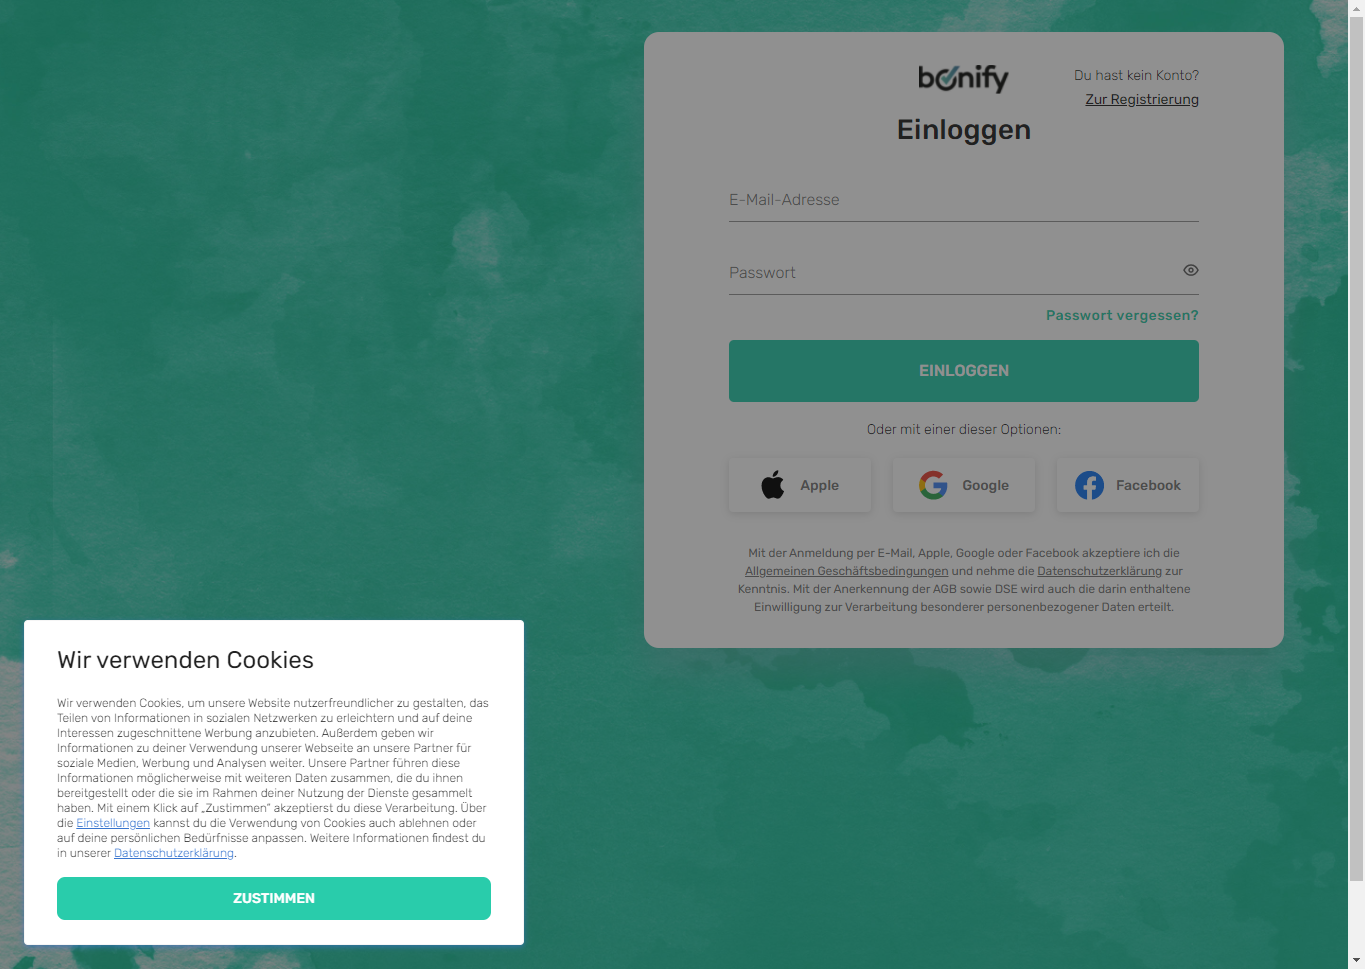 bonify
Du hast kein Konto?
Zur Registrierung
Einloggen
E-Mail-Adresse
Passwort
Passwort vergessen?
EINLOGGEN
Oder mit einer dieser Optionen:
Apple
Google
Facebook
Mit der Anmeldung per E-Mail, Apple, Google oder Facebook akzeptiere ich die
Allgemeinen Geschäftsbedingungen und nehme die Datenschutzerklärung zur
Kenntnis. Mit der Anerkennung der AGB sowie DSE wird auch die darin enthaltene
Einwilligung zur Verarbeitung besonderer personenbezogener Daten erteilt.
Wir verwenden Cookies
Wir verwenden Cookies, um unsere Website nutzerfreundlicher zu gestalten, das
Teilen von Informationen in sozialen Netzwerken zu erleichtern und auf deine
Interessen zugeschnittene Werbung anzubieten. Außerdem geben wir
Informationen zu deiner Verwendung unserer Webseite an unsere Partner für
soziale Medien, Werbung und Analysen weiter. Unsere Partner führen diese
Informationen möglicherweise mit weiteren Daten zusammen, die du ihnen
bereitgestellt oder die sie im Rahmen deiner Nutzung der Dienste gesammelt
haben. Mit einem Klick auf „Zustimmen“ akzeptierst du diese Verarbeitung. Über
die Einstellungen kannst du die Verwendung von Cookies auch ablehnen oder
auf deine persönlichen Bedürfnisse anpassen. Weitere Informationen findest du
in unserer Datenschutzerklärung.
ZUSTIMMEN